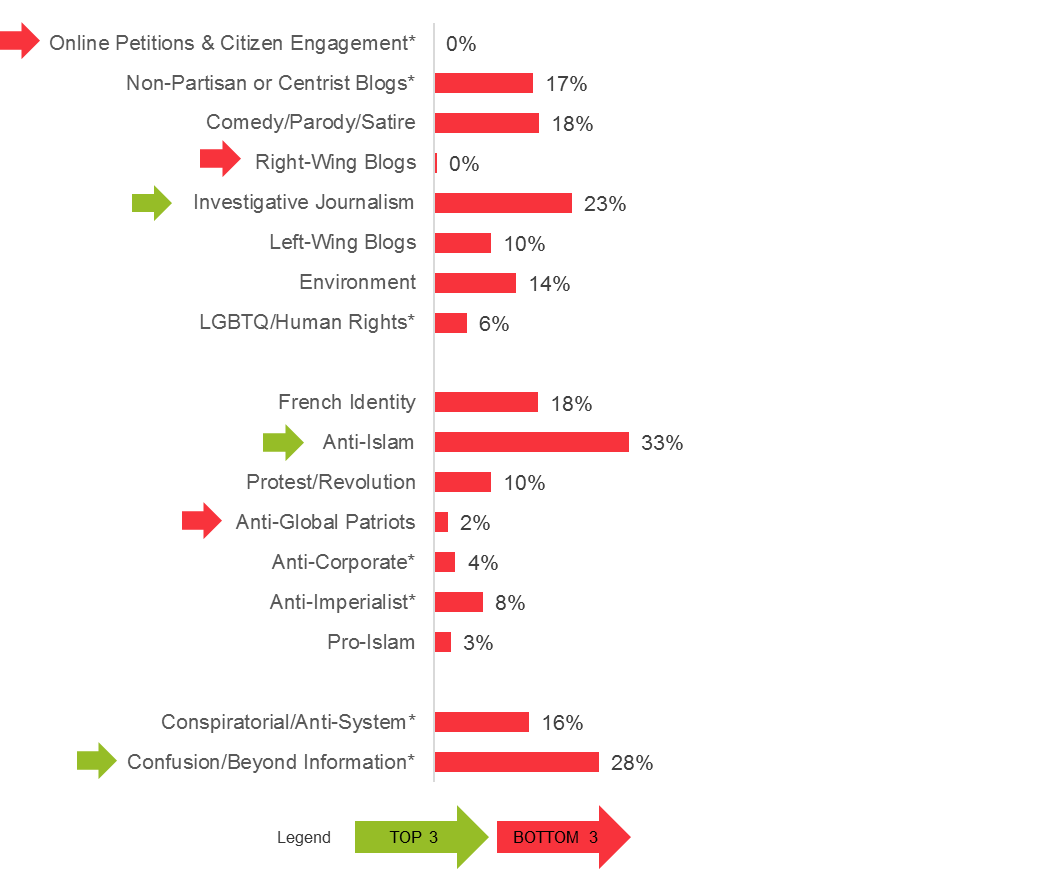 Online Petitions & Citizen Engagement* 0%
Non-Partisan or Centrist Blogs* 17%
Comedy/Parody/Satire 18%
Right-Wing Blogs 0%
Investigative Journalism 23%
Left-Wing Blogs 10%
Environment 14%
LGBTQ/Human Rights* 6%
French Identity 18%
Anti-Islam 33%
Protest/Revolution 10%
Anti-Global Patriots 2%
Anti-Corporate* 4%
Anti-Imperialist* 8%
Pro-Islam 3%
Conspiratorial/Anti-System* 16%
Confusion/Beyond Information* 28%
Legend TOP 3 BOTTOM 3